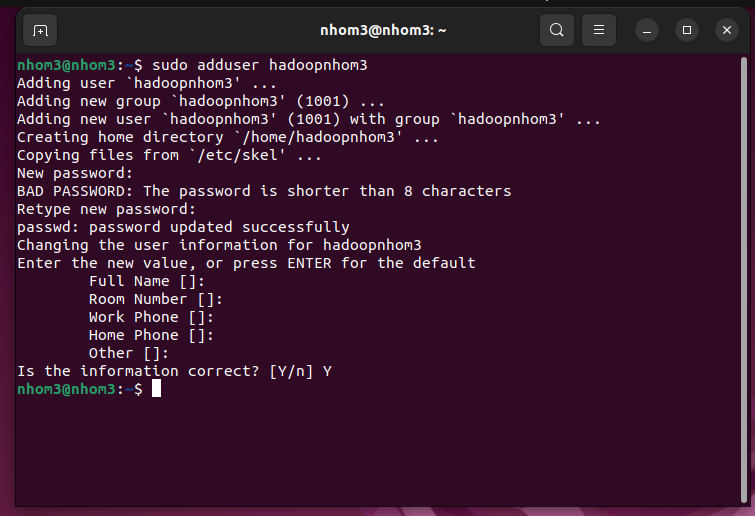 nhom3@nhom3: ~
nhom3@nhom3:~$ sudo adduser hadoopnhom3
Adding user `hadoopnhom3' ...
Adding new group `hadoopnhom3' (1001) ...
Adding new user `hadoopnhom3' (1001) with group `hadoopnhom3' ...
Creating home directory `/home/hadoopnhom3' ...
Copying files from `/etc/skel' ...
New password:
BAD PASSWORD: The password is shorter than 8 characters
Retype new password:
passwd: password updated successfully
Changing the user information for hadoopnhom3
Enter the new value, or press ENTER for the default
        Full Name []:
        Room Number []:
        Work Phone []:
        Home Phone []:
        Other []:
Is the information correct? [Y/n] Y
nhom3@nhom3:~$